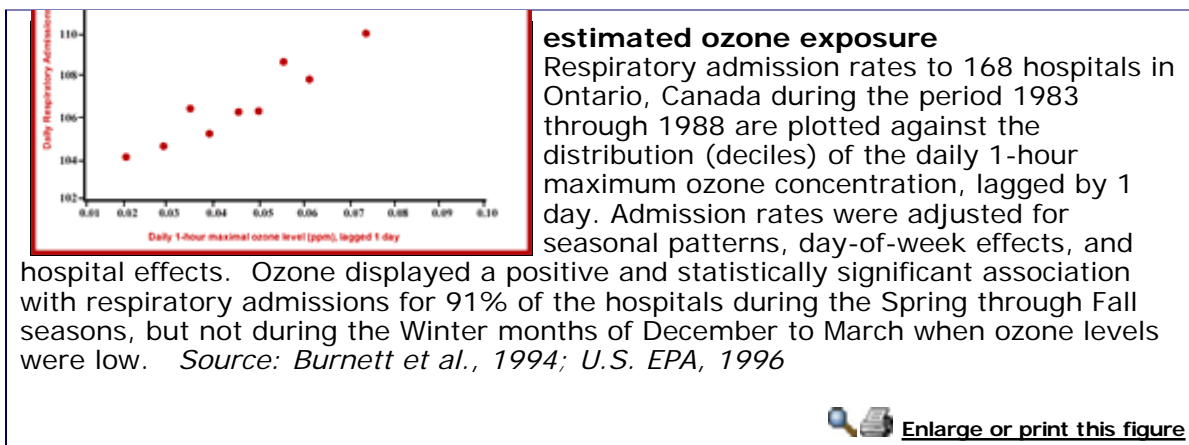 110
108
106
104
102
Daily Respiratory Admissi
0.01 0.02 0.03 0.04 0.05 0.06 0.07 0.08 0.09 0.10
Daily 1-hour maximal ozone level (ppm), lagged 1 day
estimated ozone exposure
Respiratory admission rates to 168 hospitals in
Ontario, Canada during the period 1983
through 1988 are plotted against the
distribution (deciles) of the daily 1-hour
maximum ozone concentration, lagged by 1
day. Admission rates were adjusted for
seasonal patterns, day-of-week effects, and
hospital effects. Ozone displayed a positive and statistically significant association
with respiratory admissions for 91% of the hospitals during the Spring through Fall
seasons, but not during the Winter months of December to March when ozone levels
were low. Source: Burnett et al., 1994; U.S. EPA, 1996
Enlarge or print this figure